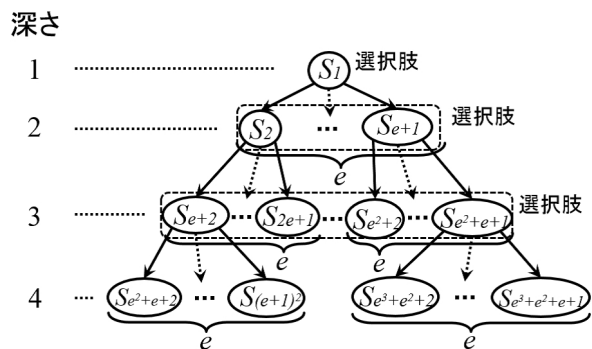 深さ
1 S1 選択肢
2 S2 ... Se+1 選択肢
e
3 Se+2 ... S2e+1 ... Se²+2 ... Se²+e+1 選択肢
e e
4 Se²+e+2 ... S(e+1)² Se³+e²+2 ... Se³+e²+e+1
e e